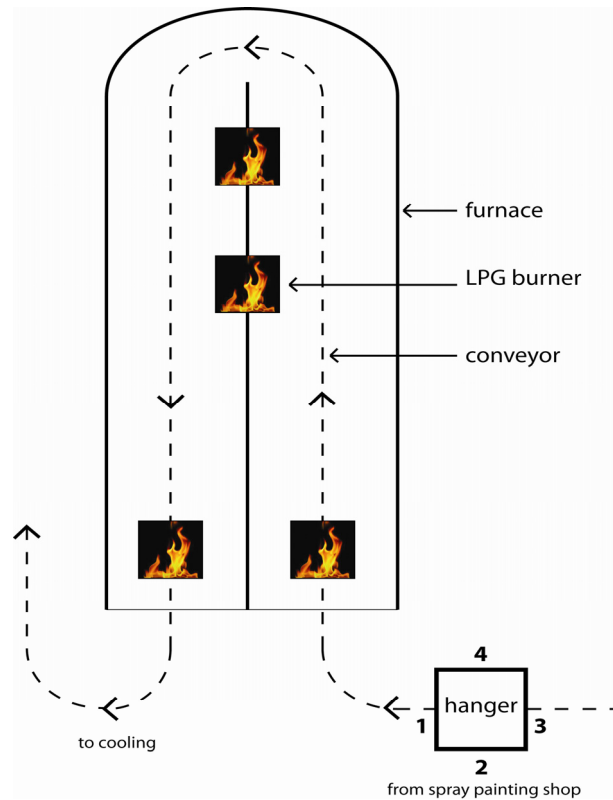 furnace
LPG burner
conveyor
4
hanger
1
3
2
to cooling
from spray painting shop